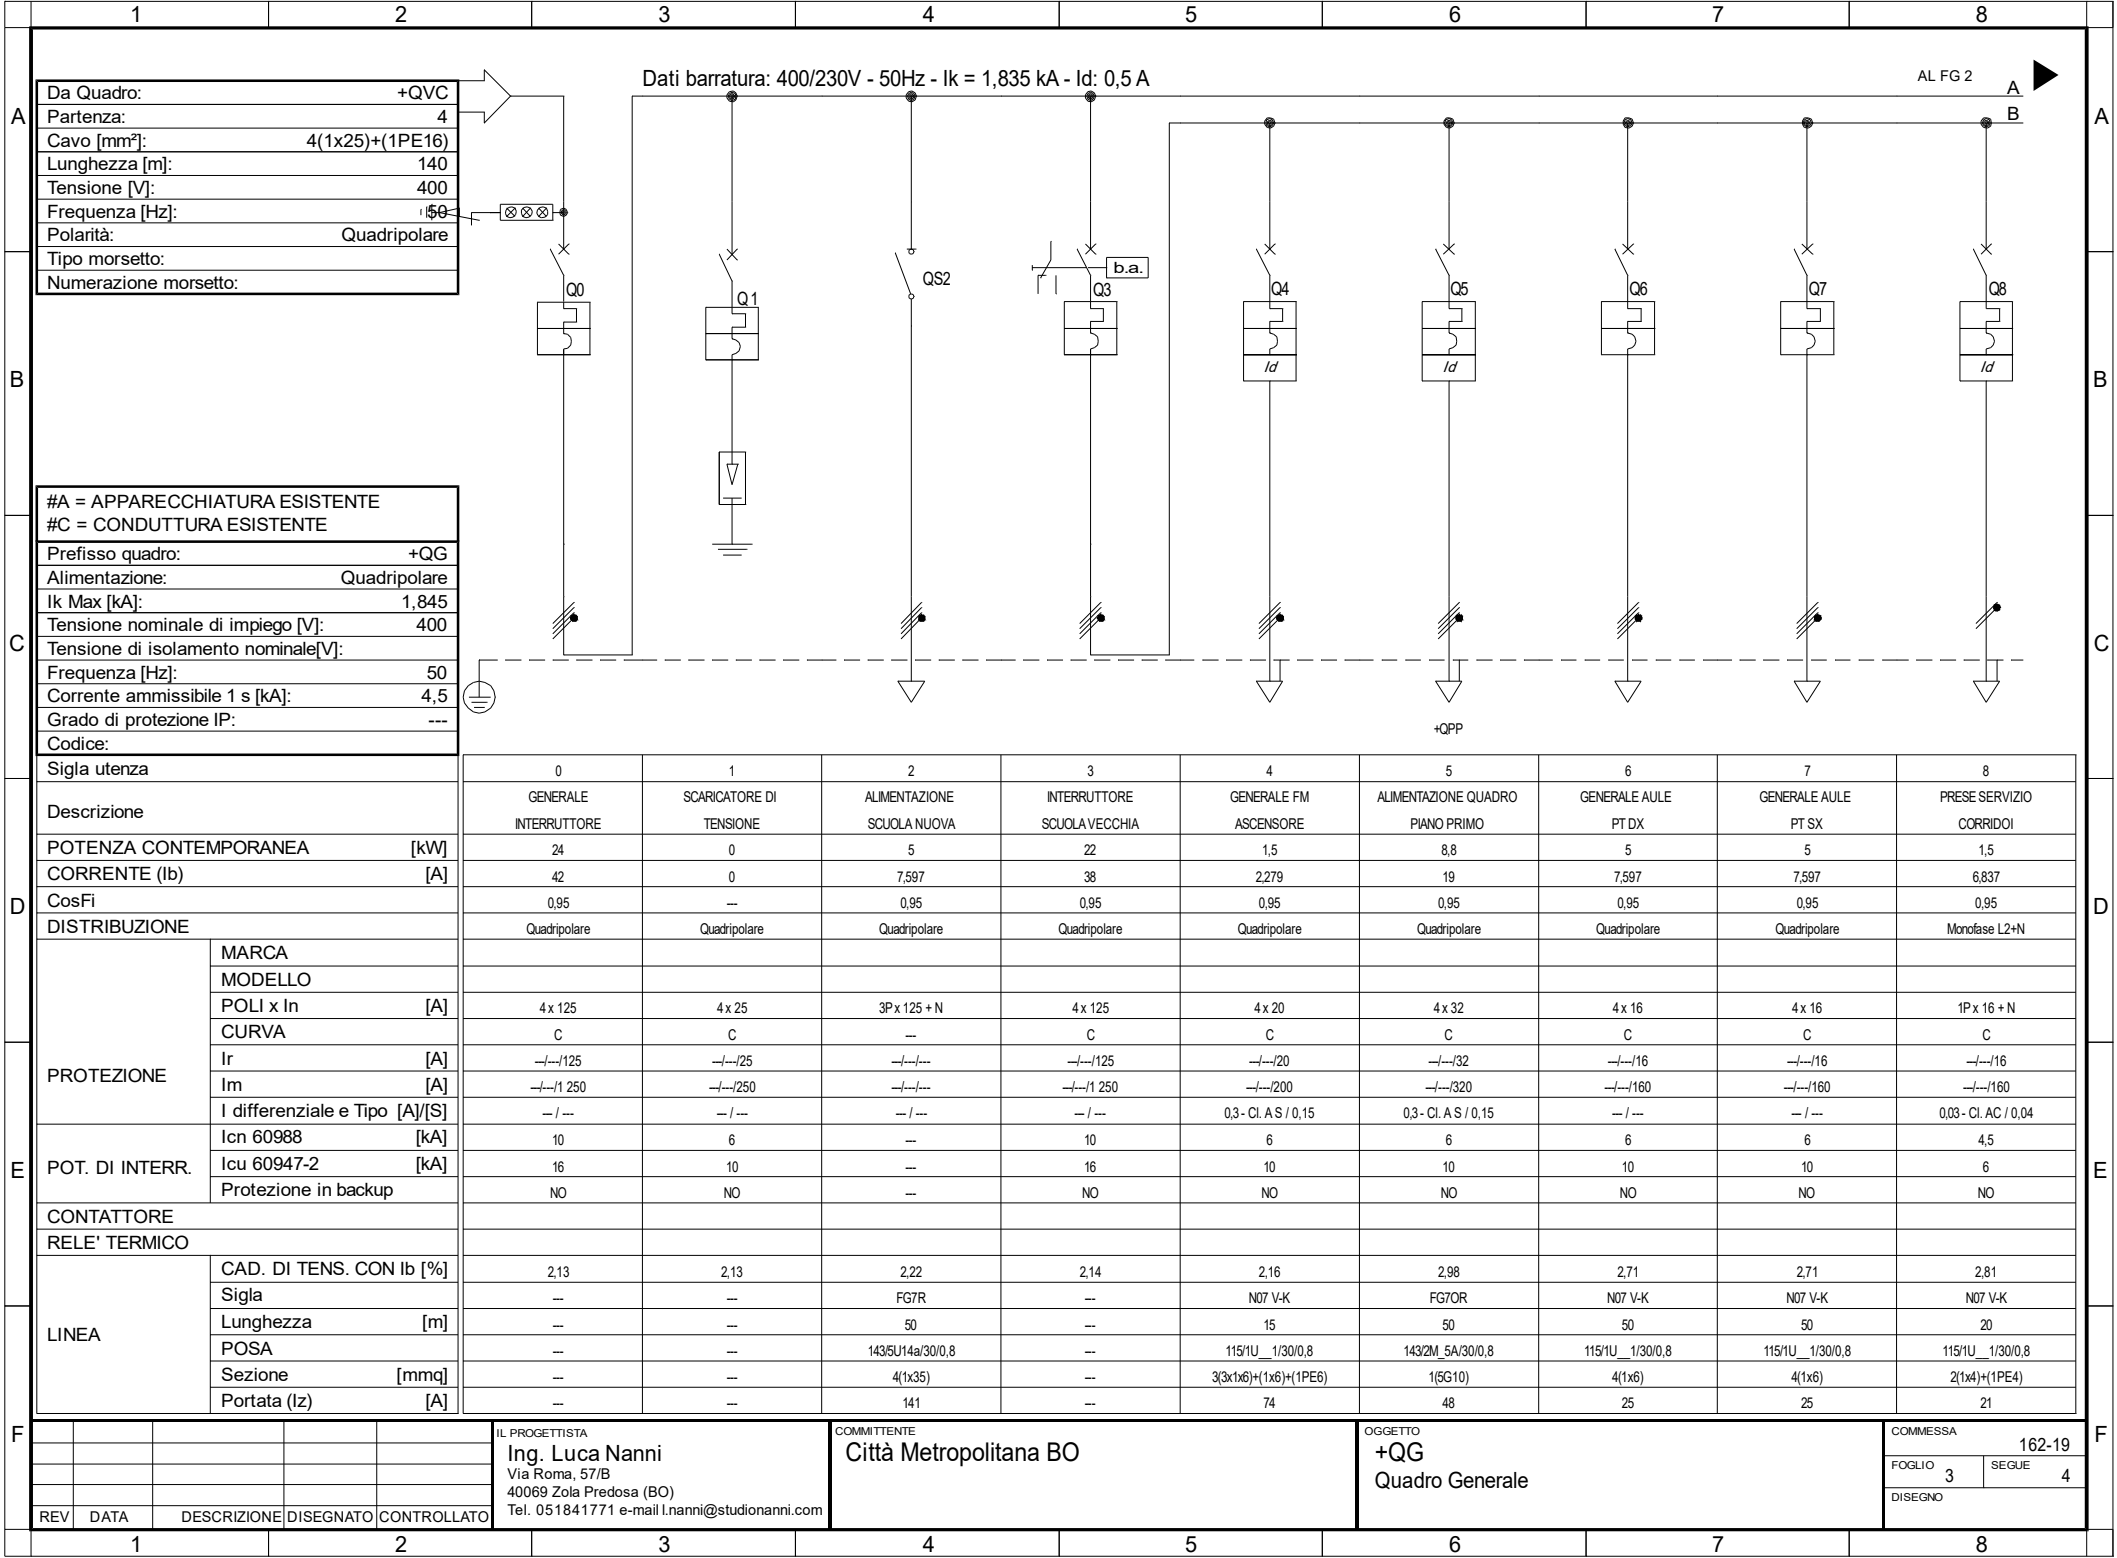 1 2 3 4 5 6 7 8
Dati barratura: 400/230V - 50Hz - Ik = 1,835 kA - Id: 0,5 A
AL FG 2
A
B
A A
B B
C C
D D
E E
F F
Da Quadro: +QVC
Partenza: 4
Cavo [mm²]: 4(1x25)+(1PE16)
Lunghezza [m]: 140
Tensione [V]: 400
Frequenza [Hz]: 50
Polarità: Quadripolare
Tipo morsetto:
Numerazione morsetto:
Q0 Q1 QS2 Q3 b.a. Q4 Q5 Q6 Q7 Q8
Id Id Id
#A = APPARECCHIATURA ESISTENTE
#C = CONDUTTURA ESISTENTE
Prefisso quadro: +QG
Alimentazione: Quadripolare
Ik Max [kA]: 1,845
Tensione nominale di impiego [V]: 400
Tensione di isolamento nominale[V]:
Frequenza [Hz]: 50
Corrente ammissibile 1 s [kA]: 4,5
Grado di protezione IP: ---
Codice:
+QPP
Sigla utenza 0 1 2 3 4 5 6 7 8
Descrizione
GENERALE SCARICATORE DI ALIMENTAZIONE INTERRUTTORE GENERALE FM ALIMENTAZIONE QUADRO GENERALE AULE GENERALE AULE PRESE SERVIZIO
INTERRUTTORE TENSIONE SCUOLA NUOVA SCUOLA VECCHIA ASCENSORE PIANO PRIMO PT DX PT SX CORRIDOI
POTENZA CONTEMPORANEA [kW] 24 0 5 22 1,5 8,8 5 5 1,5
CORRENTE (Ib) [A] 42 0 7,597 38 2,279 19 7,597 7,597 6,837
CosFi 0,95 --- 0,95 0,95 0,95 0,95 0,95 0,95 0,95
DISTRIBUZIONE Quadripolare Quadripolare Quadripolare Quadripolare Quadripolare Quadripolare Quadripolare Quadripolare Monofase L2+N
PROTEZIONE
MARCA
MODELLO
POLI x In [A] 4 x 125 4 x 25 3P x 125 + N 4 x 125 4 x 20 4 x 32 4 x 16 4 x 16 1P x 16 + N
CURVA C C --- C C C C C C
Ir [A] ---/---/125 ---/---/25 ---/---/--- ---/---/125 ---/---/20 ---/---/32 ---/---/16 ---/---/16 ---/---/16
Im [A] ---/---/1 250 ---/---/250 ---/---/--- ---/---/1 250 ---/---/200 ---/---/320 ---/---/160 ---/---/160 ---/---/160
I differenziale e Tipo [A]/[S] --- / --- --- / --- --- / --- --- / --- 0,3 - Cl. A S / 0,15 0,3 - Cl. A S / 0,15 --- / --- --- / --- 0,03 - Cl. AC / 0,04
POT. DI INTERR.
Icn 60988 [kA] 10 6 --- 10 6 6 6 6 4,5
Icu 60947-2 [kA] 16 10 --- 16 10 10 10 10 6
Protezione in backup NO NO --- NO NO NO NO NO NO
CONTATTORE
RELE' TERMICO
LINEA
CAD. DI TENS. CON Ib [%] 2,13 2,13 2,22 2,14 2,16 2,98 2,71 2,71 2,81
Sigla --- --- FG7R --- N07 V-K FG7OR N07 V-K N07 V-K N07 V-K
Lunghezza [m] --- --- 50 --- 15 50 50 50 20
POSA --- --- 143/5U14a/30/0,8 --- 115/1U__1/30/0,8 143/2M_5A/30/0,8 115/1U__1/30/0,8 115/1U__1/30/0,8 115/1U__1/30/0,8
Sezione [mmq] --- --- 4(1x35) --- 3(3x1x6)+(1x6)+(1PE6) 1(5G10) 4(1x6) 4(1x6) 2(1x4)+(1PE4)
Portata (Iz) [A] --- --- 141 --- 74 48 25 25 21
REV DATA DESCRIZIONE DISEGNATO CONTROLLATO
IL PROGETTISTA
Ing. Luca Nanni
Via Roma, 57/B
40069 Zola Predosa (BO)
Tel. 051841771 e-mail l.nanni@studionanni.com
COMMITTENTE
Città Metropolitana BO
OGGETTO
+QG
Quadro Generale
COMMESSA
162-19
FOGLIO 3 SEGUE 4
DISEGNO
1 2 3 4 5 6 7 8